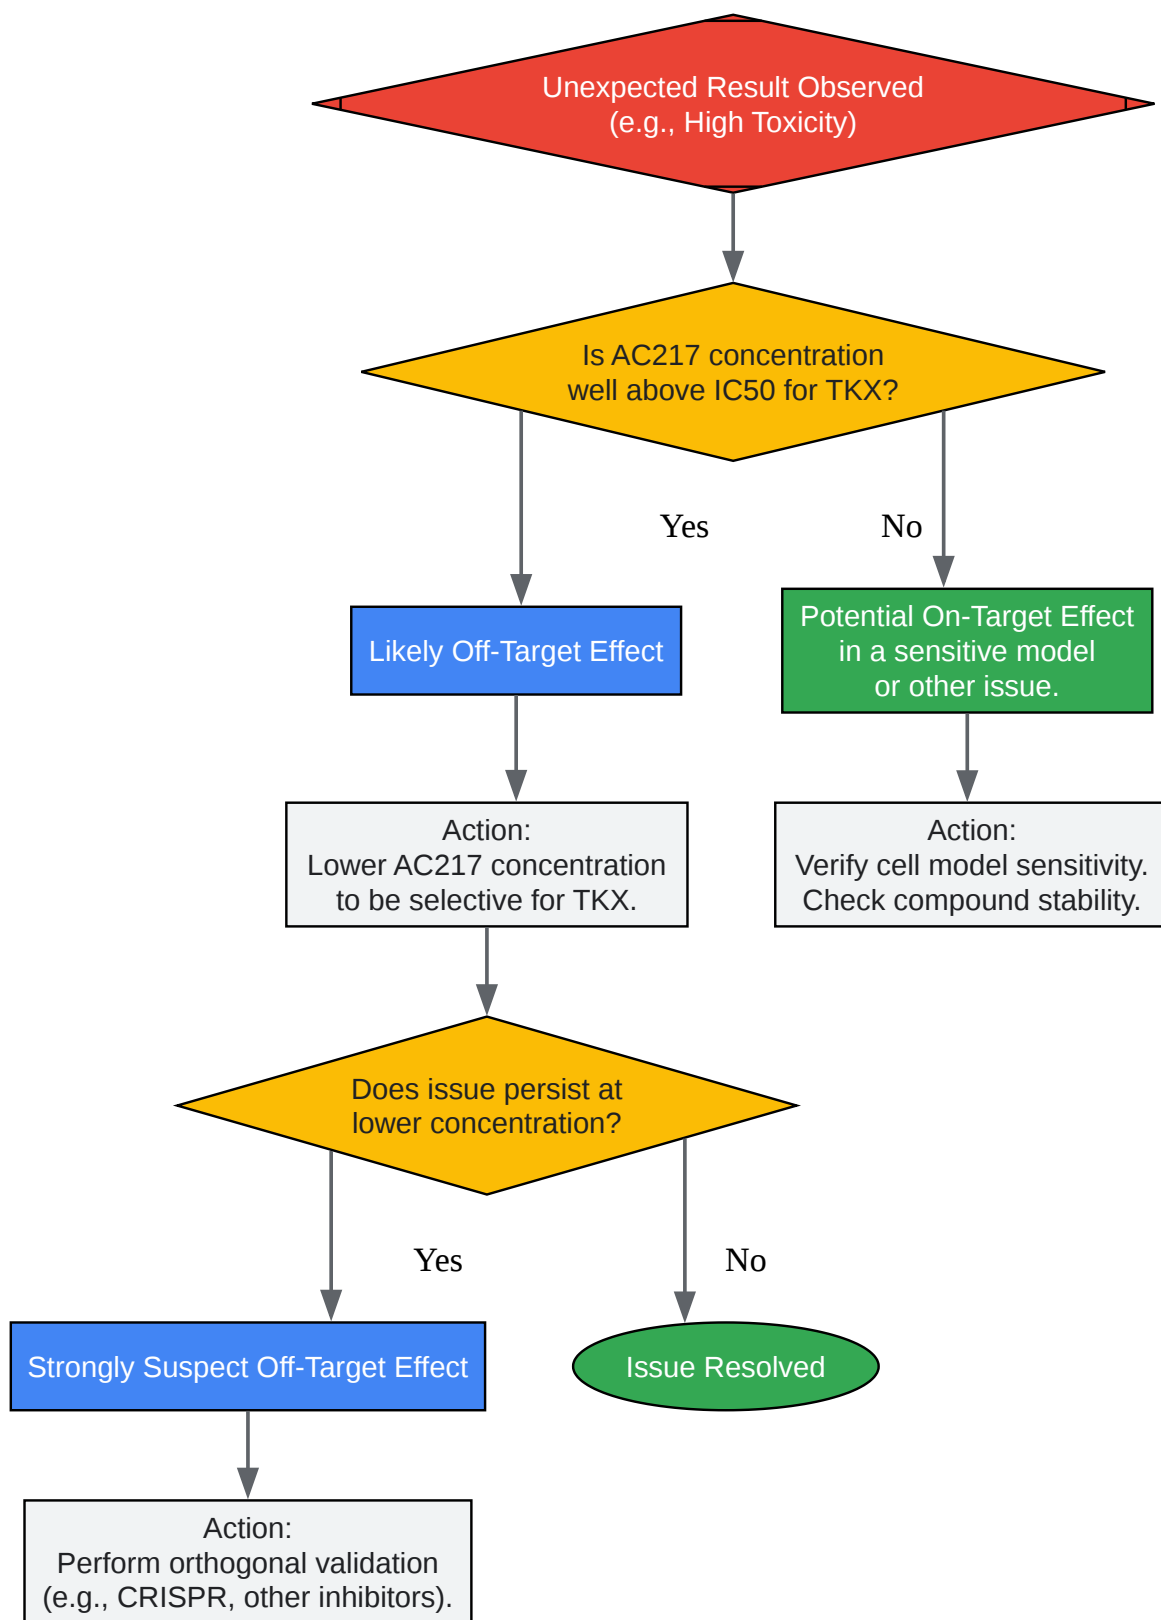 Unexpected Result Observed
(e.g., High Toxicity)
Is AC217 concentration
well above IC50 for TKX?
Yes
No
Likely Off-Target Effect
Potential On-Target Effect
in a sensitive model
or other issue.
Action:
Lower AC217 concentration
to be selective for TKX.
Action:
Verify cell model sensitivity.
Check compound stability.
Does issue persist at
lower concentration?
Yes
No
Strongly Suspect Off-Target Effect
Issue Resolved
Action:
Perform orthogonal validation
(e.g., CRISPR, other inhibitors).